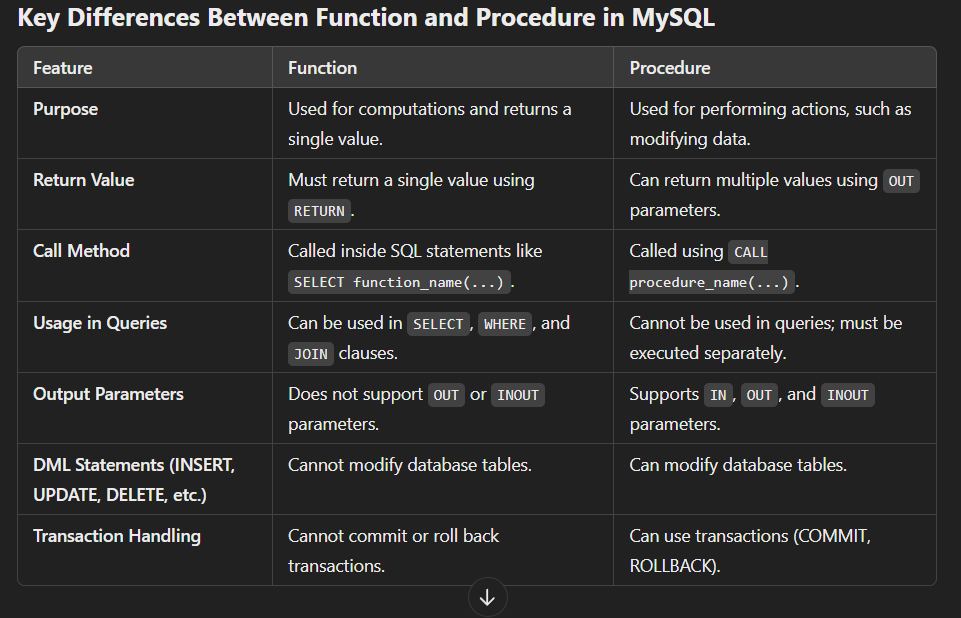 Key Differences Between Function and Procedure in MySQL
Feature Function Procedure
Purpose Used for computations and returns a Used for performing actions, such as
single value. modifying data.
Return Value Must return a single value using Can return multiple values using OUT
RETURN. parameters.
Call Method Called inside SQL statements like Called using CALL
SELECT function_name(...). procedure_name(...).
Usage in Queries Can be used in SELECT, WHERE, and Cannot be used in queries; must be
JOIN clauses. executed separately.
Output Parameters Does not support OUT or INOUT Supports IN, OUT, and INOUT
parameters. parameters.
DML Statements (INSERT, Cannot modify database tables. Can modify database tables.
UPDATE, DELETE, etc.)
Transaction Handling Cannot commit or roll back Can use transactions (COMMIT,
transactions. ROLLBACK).